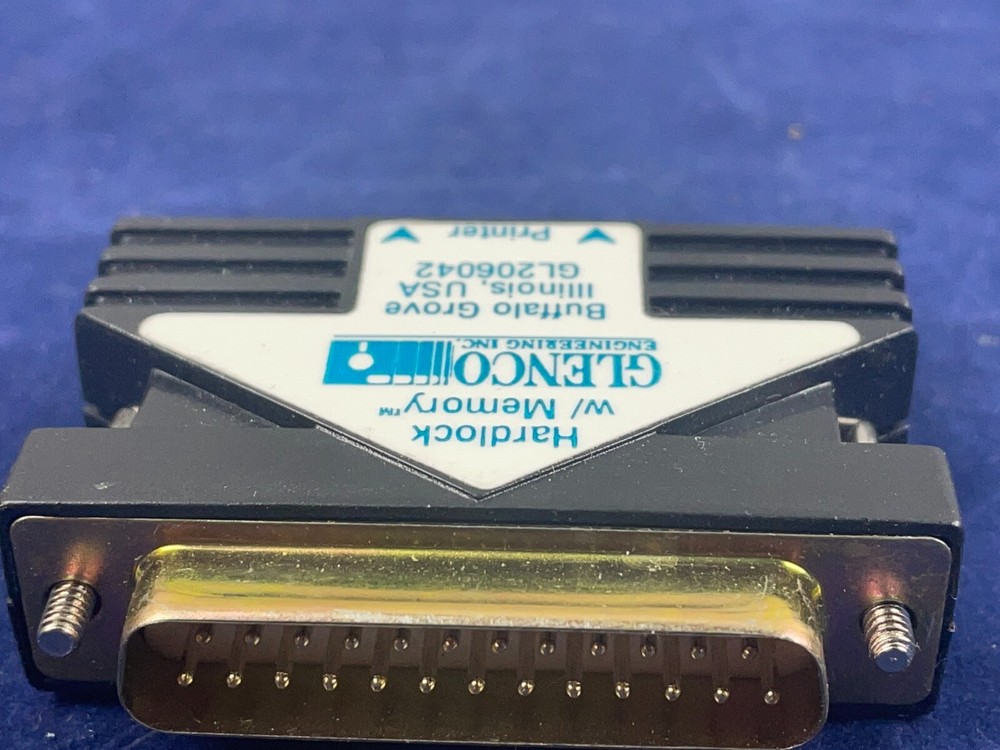 Hardlock
w/ Memory™
GLENCO
ENGINEERING INC.
Buffalo Grove
Illinois, USA
GL206042
Printer